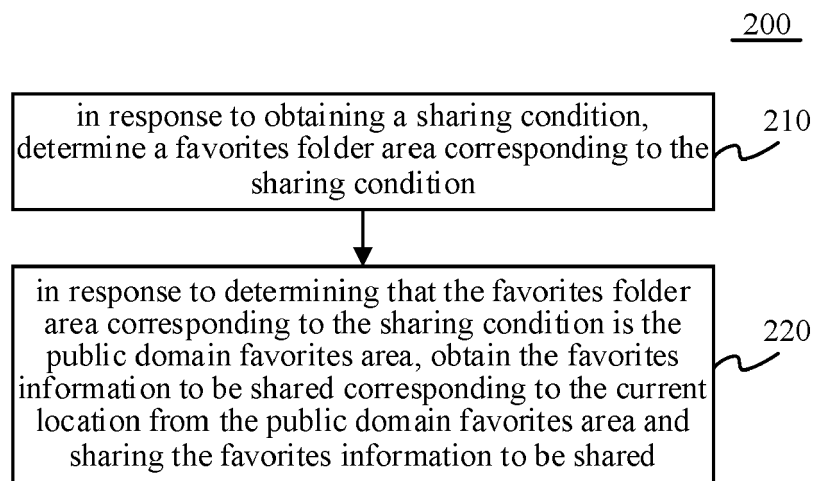 200
in response to obtaining a sharing condition,
determine a favorites folder area corresponding to the
sharing condition
210
in response to determining that the favorites folder
area corresponding to the sharing condition is the
public domain favorites area, obtain the favorites
information to be shared corresponding to the current
location from the public domain favorites area and
sharing the favorites information to be shared
220